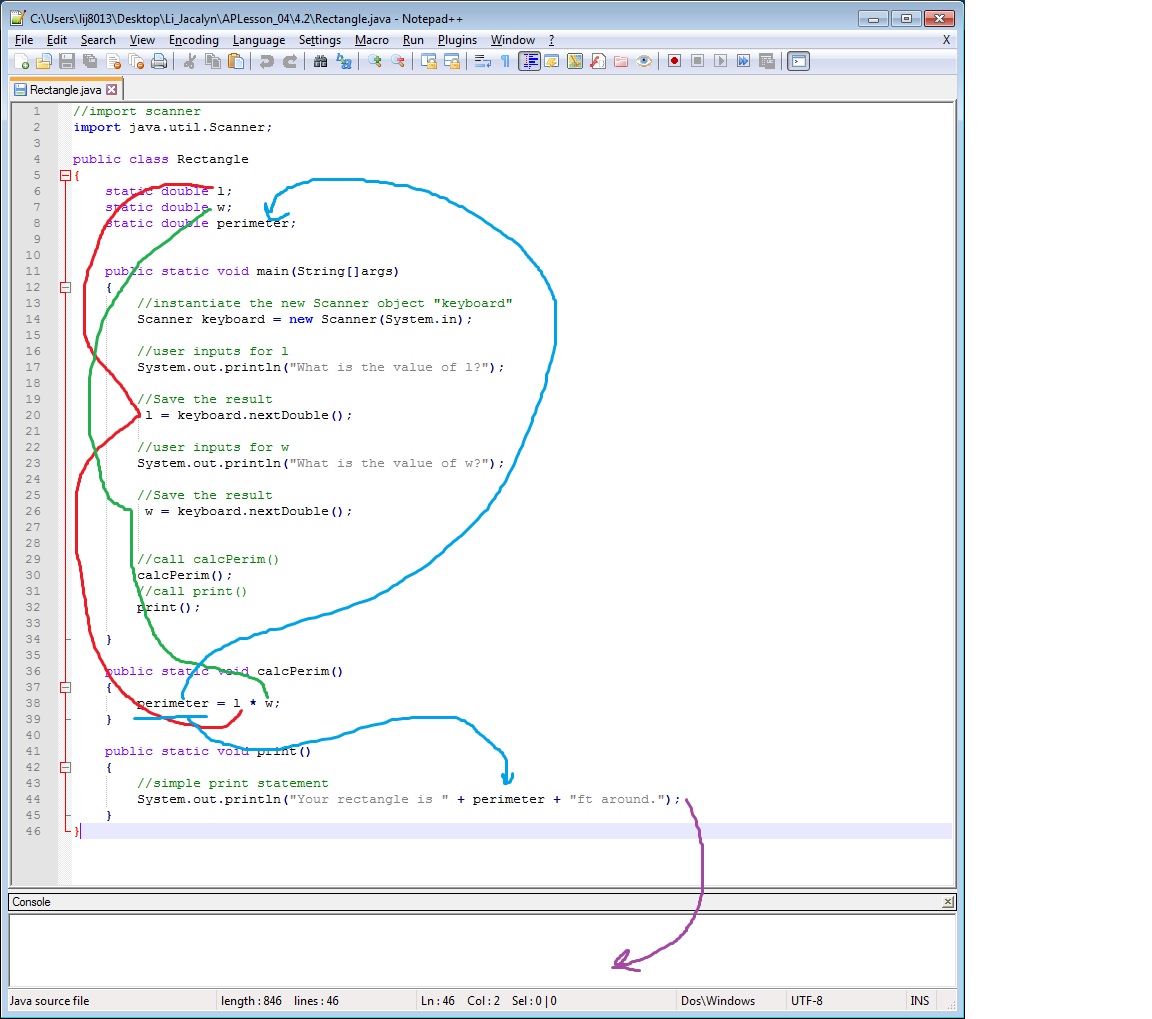 C:\Users\lij8013\Desktop\Li_Jacalyn\APLesson_04\4.2\Rectangle.java - Notepad++
File Edit Search View Encoding Language Settings Macro Run Plugins Window ? X
Rectangle.java
1 //import scanner
2 import java.util.Scanner;
3
4 public class Rectangle
5 {
6 static double l;
7 static double w;
8 static double perimeter;
9
10
11 public static void main(String[]args)
12 {
13 //instantiate the new Scanner object "keyboard"
14 Scanner keyboard = new Scanner(System.in);
15
16 //user inputs for l
17 System.out.println("What is the value of l?");
18
19 //Save the result
20 l = keyboard.nextDouble();
21
22 //user inputs for w
23 System.out.println("What is the value of w?");
24
25 //Save the result
26 w = keyboard.nextDouble();
27
28
29 //call calcPerim()
30 calcPerim();
31 //call print()
32 print();
33
34 }
35
36 public static void calcPerim()
37 {
38 perimeter = l * w;
39 }
40
41 public static void print()
42 {
43 //simple print statement
44 System.out.println("Your rectangle is " + perimeter + "ft around.");
45 }
46 }
Console
Java source file length : 846 lines : 46 Ln : 46 Col : 2 Sel : 0 | 0 Dos\Windows UTF-8 INS